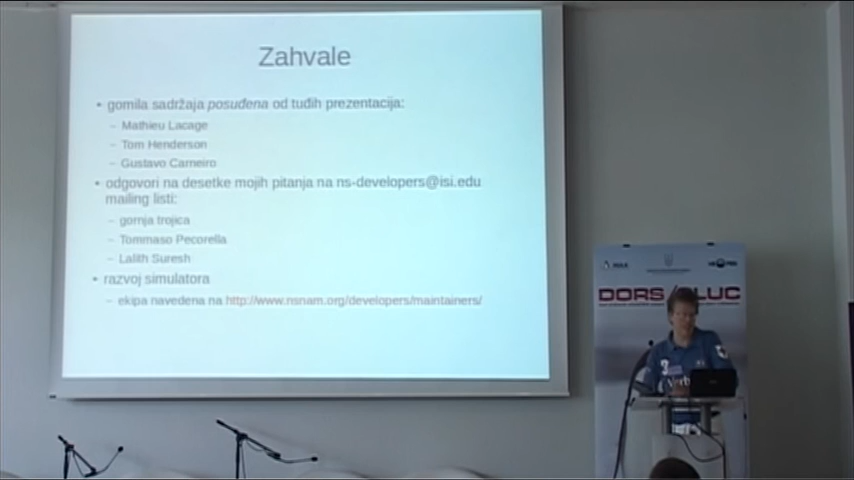 Zahvale
• gomila sadržaja posuđena od tuđih prezentacija:
– Mathieu Lacage
– Tom Henderson
– Gustavo Carneiro
• odgovori na desetke mojih pitanja na ns-developers@isi.edu
mailing listi:
– gornja trojica
– Tommaso Pecorella
– Lalith Suresh
• razvoj simulatora
– ekipa navedena na http://www.nsnam.org/developers/maintainers/
DORS / CLUC
3